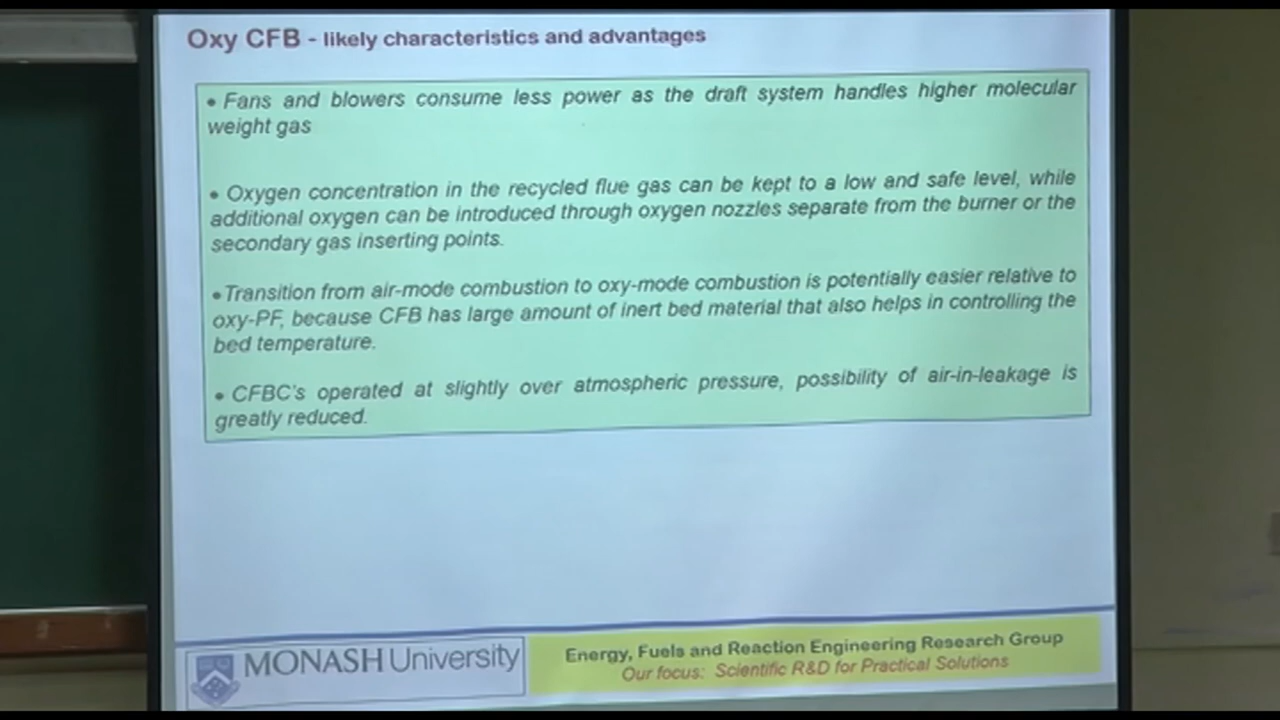 Oxy CFB - likely characteristics and advantages
• Fans and blowers consume less power as the draft system handles higher molecular
weight gas
• Oxygen concentration in the recycled flue gas can be kept to a low and safe level, while
additional oxygen can be introduced through oxygen nozzles separate from the burner or the
secondary gas inserting points.
• Transition from air-mode combustion to oxy-mode combustion is potentially easier relative to
oxy-PF, because CFB has large amount of inert bed material that also helps in controlling the
bed temperature.
• CFBC's operated at slightly over atmospheric pressure, possibility of air-in-leakage is
greatly reduced.
MONASH University
Energy, Fuels and Reaction Engineering Research Group
Our focus: Scientific R&D for Practical Solutions